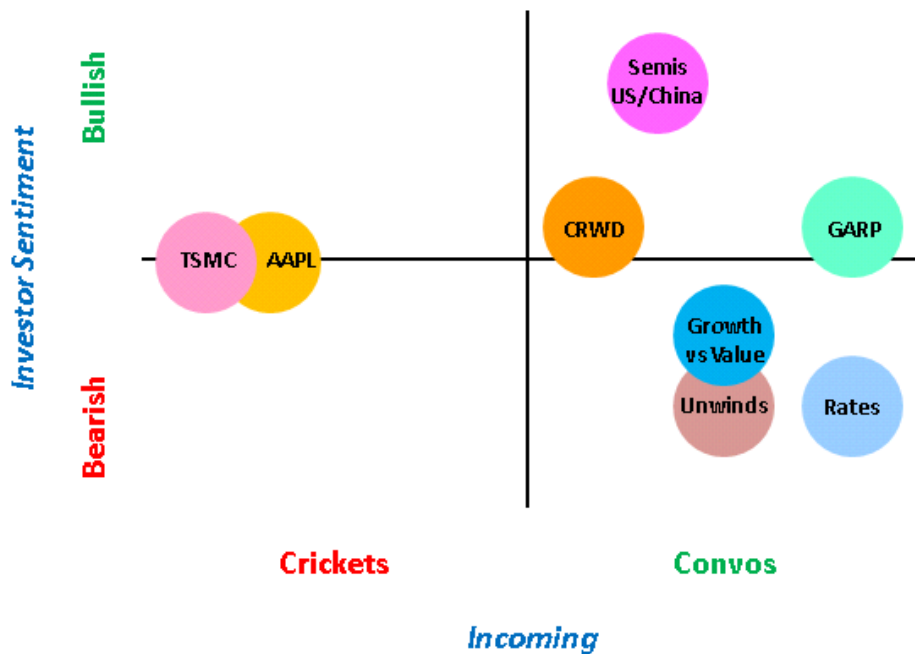 Bullish
Investor Sentiment
Bearish
Semis
US/China
CRWD
GARP
TSMC
AAPL
Growth
vs Value
Unwinds
Rates
Crickets
Convos
Incoming